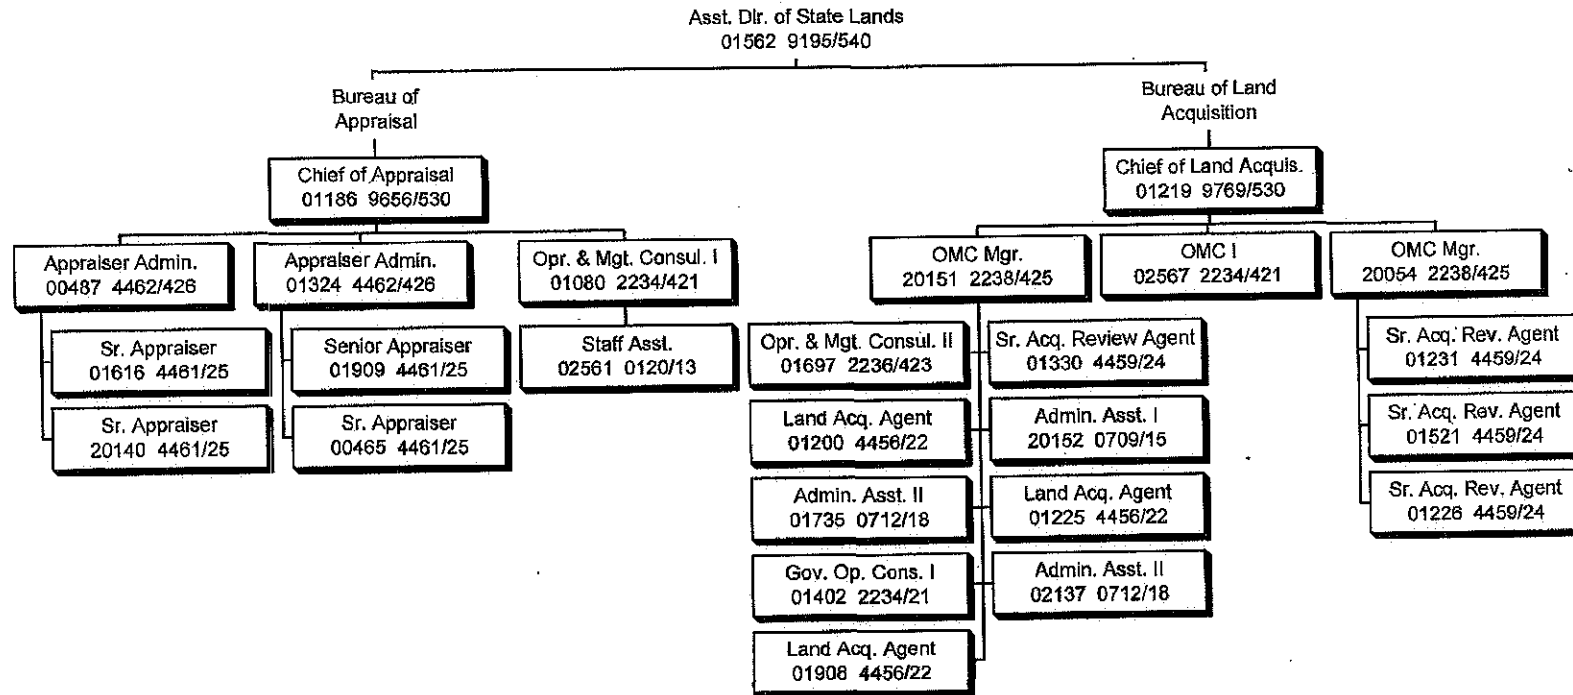 Asst. Dir. of State Lands
01562 9195/540
Bureau of
Appraisal
Chief of Appraisal
01186 9656/530
Appraiser Admin.
00487 4462/426
Sr. Appraiser
01616 4461/25
Sr. Appraiser
20140 4461/25
Appraiser Admin.
01324 4462/426
Senior Appraiser
01909 4461/25
Sr. Appraiser
00465 4461/25
Opr. & Mgt. Consul. I
01080 2234/421
Staff Asst.
02561 0120/13
Bureau of Land
Acquisition
Chief of Land Acquis.
01219 9769/530
OMC Mgr.
20151 2238/425
Opr. & Mgt. Consul. II
01697 2236/423
Sr. Acq. Review Agent
01330 4459/24
Land Acq. Agent
01200 4456/22
Admin. Asst. I
20152 0709/15
Admin. Asst. II
01735 0712/18
Land Acq. Agent
01225 4456/22
Gov. Op. Cons. I
01402 2234/21
Admin. Asst. II
02137 0712/18
Land Acq. Agent
01908 4456/22
OMC I
02567 2234/421
OMC Mgr.
20054 2238/425
Sr. Acq. Rev. Agent
01231 4459/24
Sr. Acq. Rev. Agent
01521 4459/24
Sr. Acq. Rev. Agent
01226 4459/24